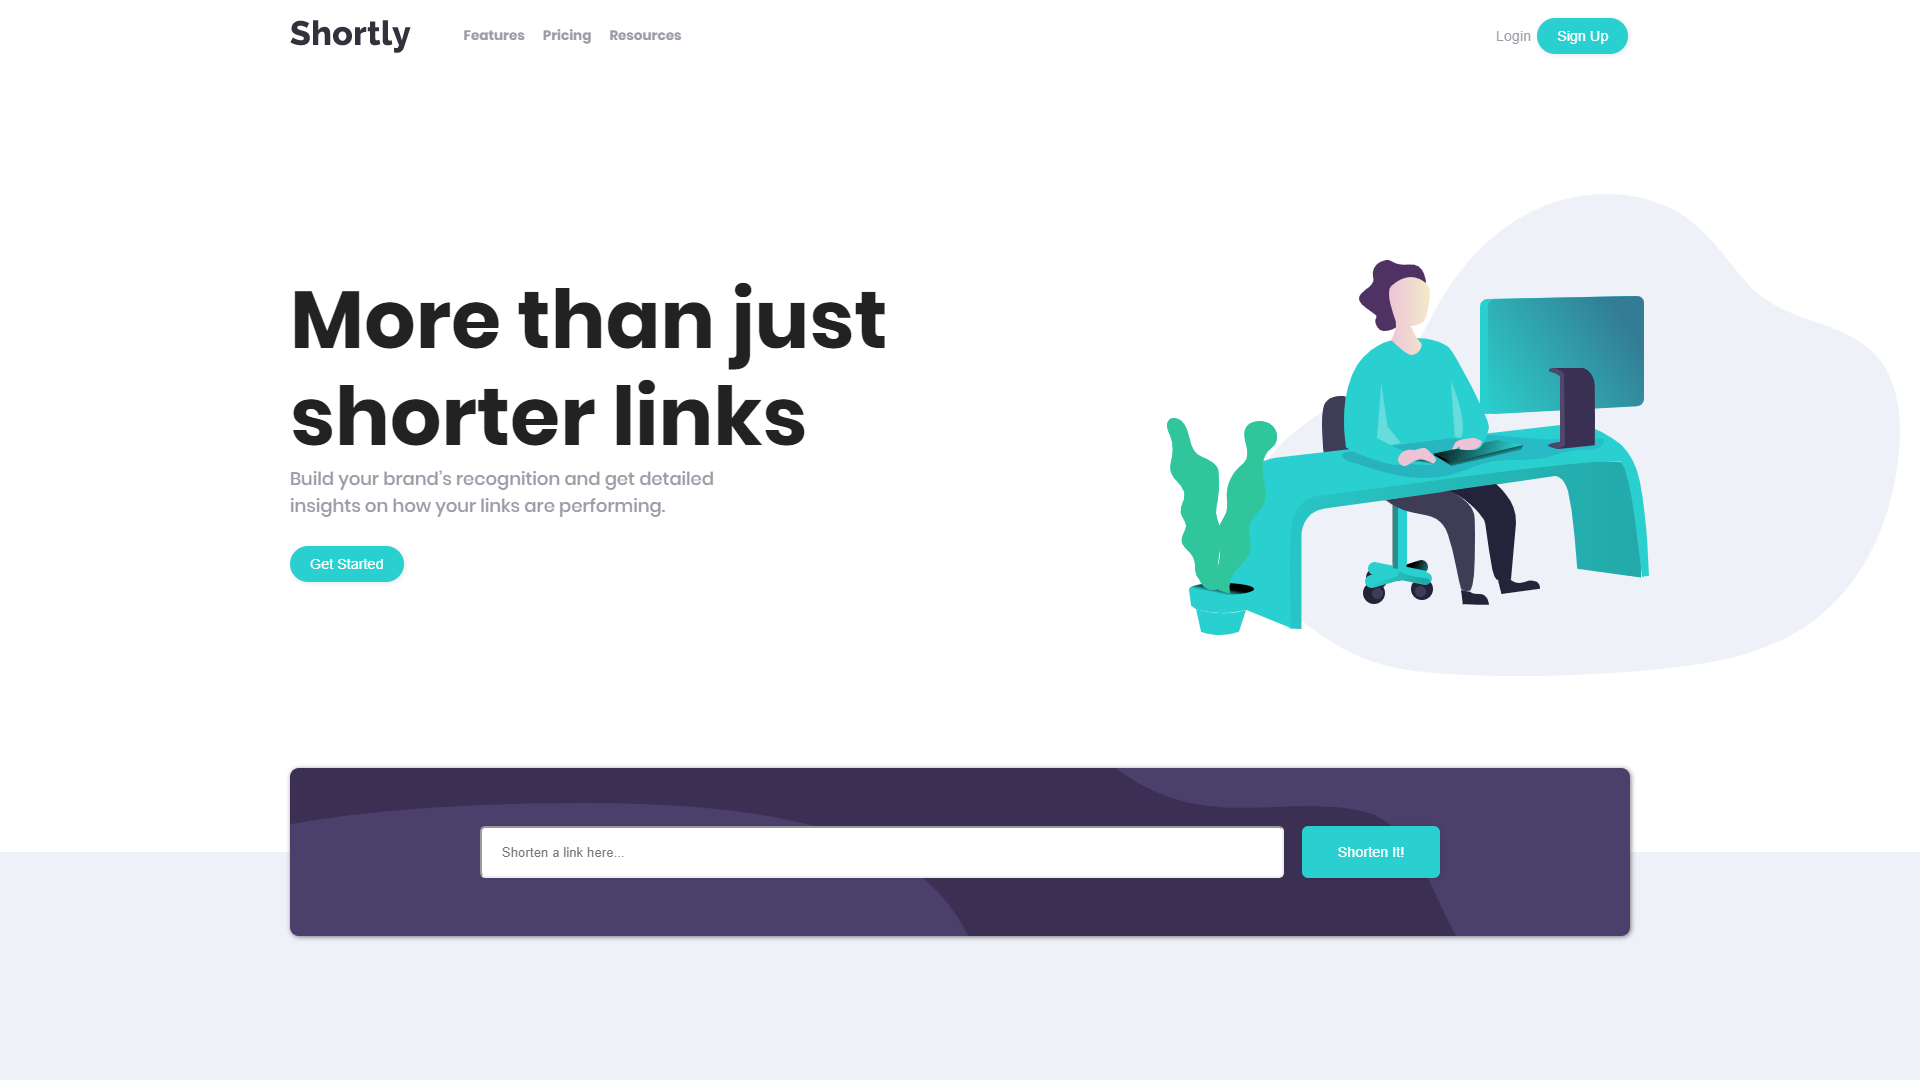 Shortly
Features Pricing Resources
Login Sign Up
More than just
shorter links
Build your brand’s recognition and get detailed
insights on how your links are performing.
Get Started
Shorten a link here...
Shorten It!